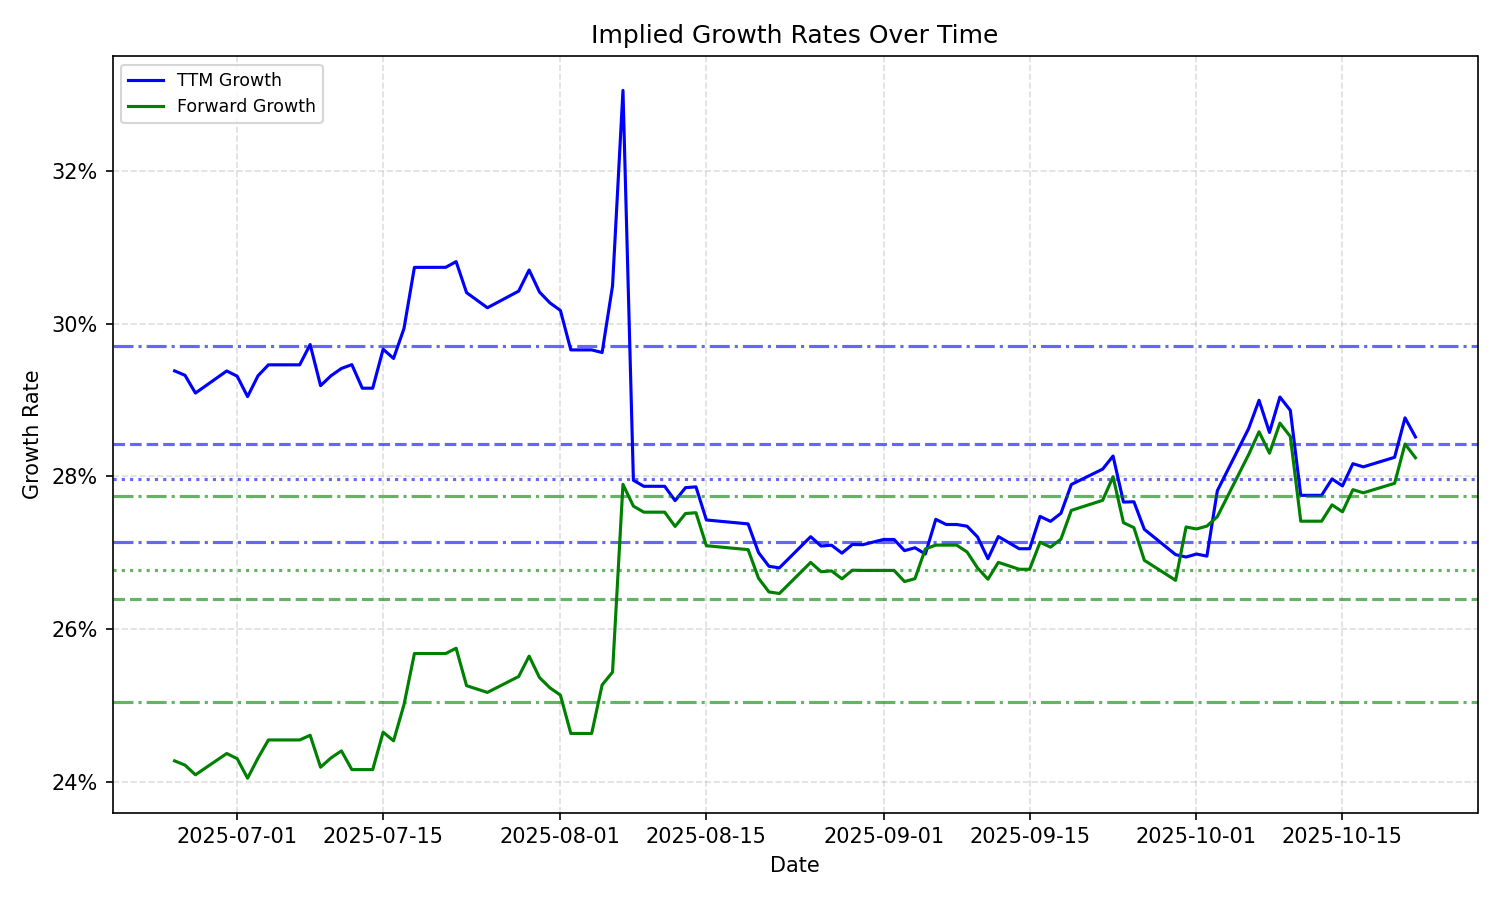 Implied Growth Rates Over Time
TTM Growth
Forward Growth
Growth Rate
32%
30%
28%
26%
24%
2025-07-01 2025-07-15 2025-08-01 2025-08-15 2025-09-01 2025-09-15 2025-10-01 2025-10-15
Date